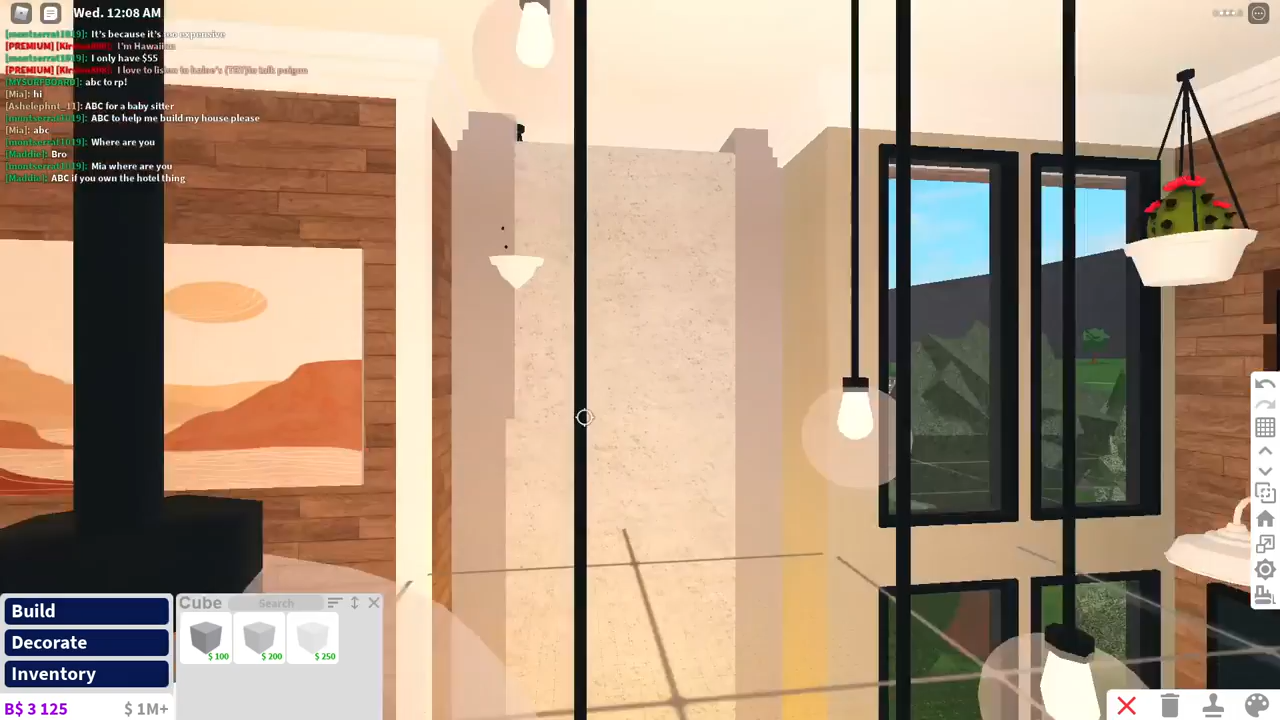 Wed. 12:08 AM
[montserrat1019]: It's because it's too expensive
[PREMIUM] I'm Hawaiian
[montserrat1019]: I only have $55
[PREMIUM] I love to listen to talk
[MYSURFBOARD]: abc to rp!
[Mia]: hi
[Ashelephnt_11]: ABC for a baby sitter
[montserrat1019]: ABC to help me build my house please
[Mia]: abc
[montserrat1019]: Where are you
[Maddie]: Bro
[montserrat1019]: Mia where are you
[Maddie]: ABC if you own the hotel thing
Build
Decorate
Inventory
B$ 3 125
$ 1M+
Cube
Search
$ 100
$ 200
$ 250